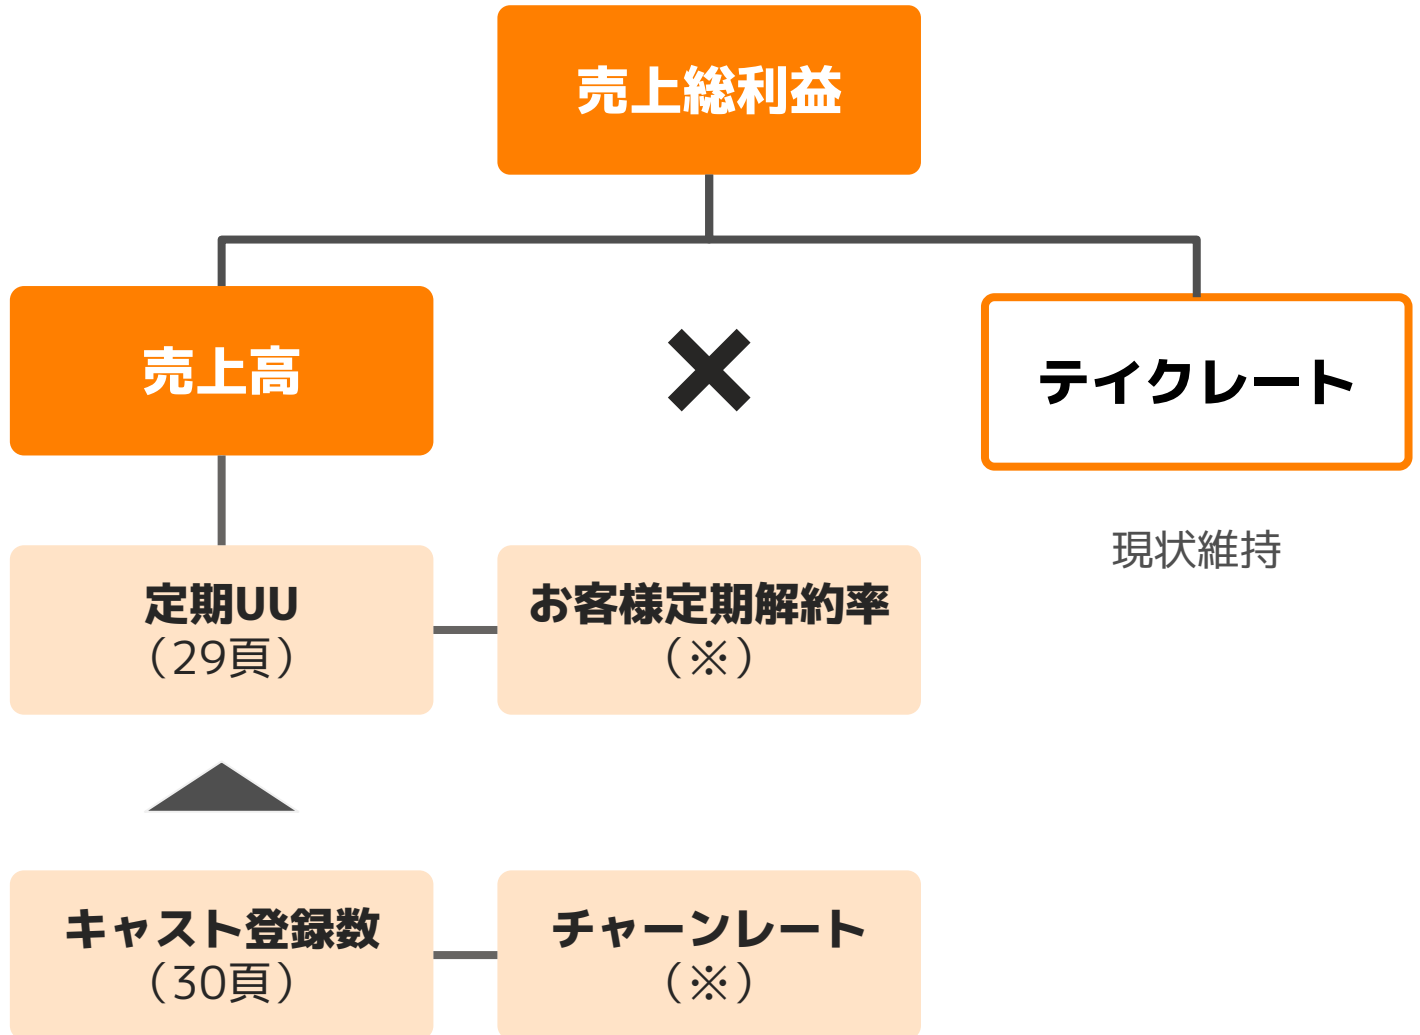 売上総利益
売上高
テイクレート
現状維持
定期UU
（29頁）
お客様定期解約率
（※）
キャスト登録数
（30頁）
チャーンレート
（※）